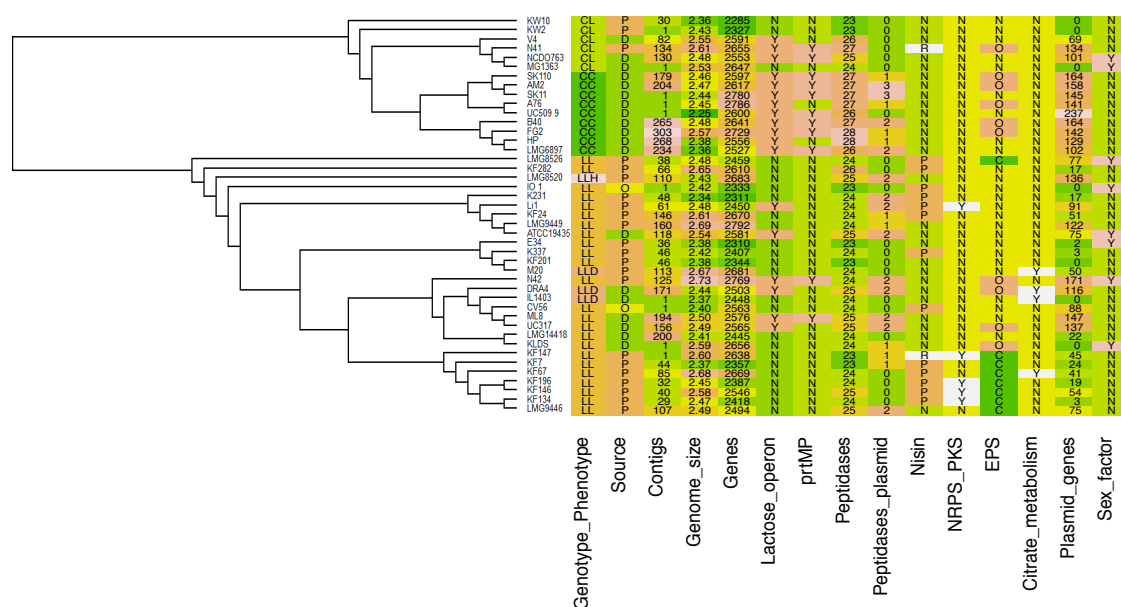 KW10 CL P 30 2.36 2285 N N 23 0 N N N N 0 N
KW2 CL P 1 2.43 2327 N N 23 0 N N N N 0 N
V4 CL D 82 2.55 2591 Y N 26 0 N N N N 69 N
N41 CL P 134 2.61 2655 Y Y 27 0 R N O N 134 N
NCDO763 CL D 130 2.48 2553 Y Y 26 0 N N N N 101 Y
MG1363 CL D 1 2.53 2647 N N 24 0 N N N N 0 Y
SK110 CC D 179 2.46 2597 Y Y 27 1 N N O N 164 N
AM2 CC D 204 2.47 2617 Y Y 27 3 N N O N 158 N
SK11 CC D 1 2.44 2780 Y Y 27 3 N N N N 145 N
A76 CC D 1 2.45 2786 Y N 27 1 N N O N 141 N
UC509 9 CC D 1 2.25 2600 Y Y 26 0 N N N N 237 N
B40 CC D 265 2.48 2641 Y Y 27 2 N N O N 164 N
FG2 CC D 303 2.57 2729 Y Y 28 1 N N O N 142 N
HP CC D 268 2.38 2556 N N 28 1 N N N N 129 N
LMG6897 CC D 234 2.36 2527 Y Y 26 2 N N N N 102 N
LMG8526 LL P 38 2.48 2459 N N 24 0 P N C N 77 Y
KF282 LL P 66 2.65 2610 N N 26 0 P N N N 17 N
LMG8520 LLH P 110 2.43 2683 N N 25 2 N N N N 136 N
IO 1 LL O 1 2.42 2333 N N 23 0 P N N N 0 Y
K231 LL P 48 2.34 2311 N N 24 2 P N N N 17 N
Li1 LL P 61 2.48 2450 Y N 24 2 P Y N N 91 N
KF24 LL P 146 2.61 2670 N N 24 1 P N N N 51 N
LMG9449 LL P 160 2.69 2792 N N 24 1 N N N N 122 N
ATCC19435 LL D 118 2.54 2581 Y N 25 2 N N N N 75 Y
E34 LL P 36 2.38 2310 N N 23 0 N N N N 2 Y
K337 LL P 46 2.42 2407 N N 24 0 P N N N 3 N
KF201 LL P 46 2.38 2344 N N 24 0 N N N N 0 N
M20 LLD P 113 2.67 2681 N N 24 0 N N N Y 50 N
N42 LL P 125 2.73 2769 Y Y 24 2 N N O N 171 Y
DRA4 LLD D 171 2.44 2503 Y N 25 2 N N O Y 116 N
IL1403 LLD D 1 2.37 2448 N N 24 0 N N N Y 0 N
CV56 LL O 1 2.40 2563 N N 24 0 P N N N 88 N
ML8 LL D 194 2.50 2576 Y Y 25 2 N N N N 147 N
UC317 LL D 156 2.49 2565 Y N 25 2 N N O N 137 N
LMG14418 LL D 200 2.41 2445 N N 24 0 N N N N 22 N
KLDS LL D 1 2.59 2656 N N 24 1 N N O N 0 Y
KF147 LL P 1 2.60 2638 N N 23 1 R Y C N 45 N
KF7 LL P 44 2.37 2357 N N 23 1 P N C N 24 N
KF67 LL P 85 2.68 2669 N N 24 0 P N C Y 41 N
KF196 LL P 32 2.45 2387 N N 24 0 P Y C N 19 N
KF146 LL P 40 2.58 2546 N N 25 0 P Y C N 54 N
KF134 LL P 29 2.47 2418 N N 24 0 P Y C N 3 N
LMG9446 LL P 107 2.49 2494 N N 25 2 N N C N 75 N
Genotype_Phenotype
Source
Contigs
Genome_size
Genes
Lactose_operon
prtMP
Peptidases
Peptidases_plasmid
Nisin
NRPS_PKS
EPS
Citrate_metabolism
Plasmid_genes
Sex_factor